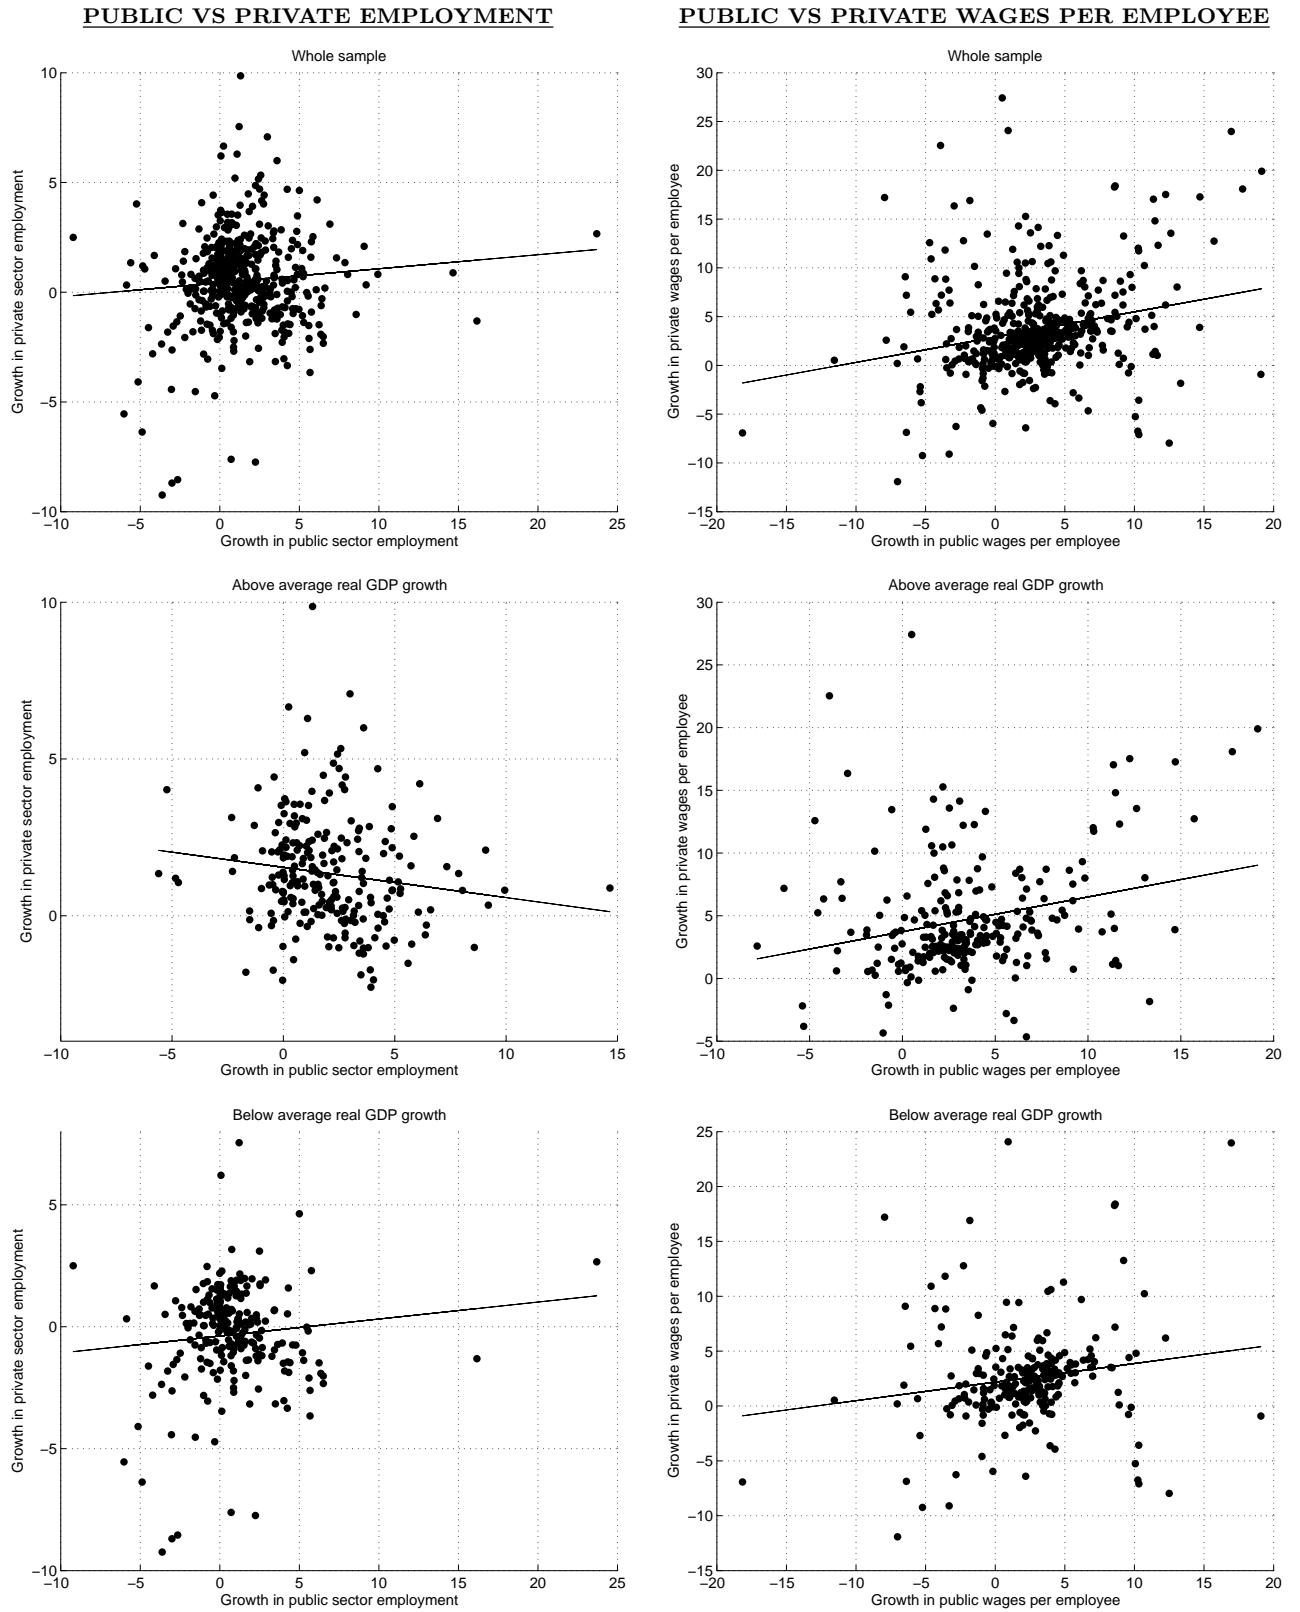 PUBLIC VS PRIVATE EMPLOYMENT
PUBLIC VS PRIVATE WAGES PER EMPLOYEE
Whole sample
10
5
0
−5
−10
Growth in private sector employment
−10 −5 0 5 10 15 20 25
Growth in public sector employment
Whole sample
30
25
20
15
10
5
0
−5
−10
−15
Growth in private wages per employee
−20 −15 −10 −5 0 5 10 15 20
Growth in public wages per employee
Above average real GDP growth
10
5
0
Growth in private sector employment
−10 −5 0 5 10 15
Growth in public sector employment
Above average real GDP growth
30
25
20
15
10
5
0
−5
Growth in private wages per employee
−10 −5 0 5 10 15 20
Growth in public wages per employee
Below average real GDP growth
5
0
−5
−10
Growth in private sector employment
−10 −5 0 5 10 15 20 25
Growth in public sector employment
Below average real GDP growth
25
20
15
10
5
0
−5
−10
−15
Growth in private wages per employee
−20 −15 −10 −5 0 5 10 15 20
Growth in public wages per employee